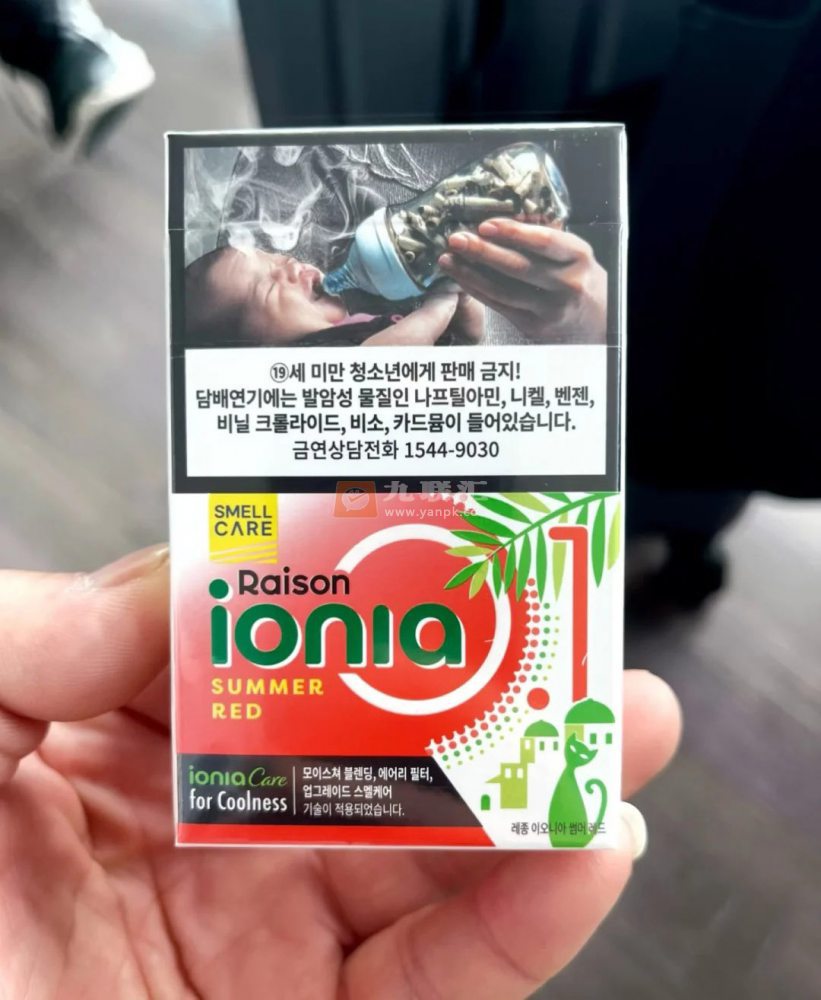 ⑲세 미만 청소년에게 판매 금지!
담배연기에는 발암성 물질인 나프틸아민, 니켈, 벤젠,
비닐 크롤라이드, 비소, 카드뮴이 들어있습니다.
금연상담전화 1544-9030
九联汇
www.yanpk.co
SMELL
CARE
Raison
ionia
SUMMER
RED
0.1
ionia Care
for Coolness
모이스쳐 블렌딩, 에어리 필터,
업그레이드 스멜케어
기술이 적용되었습니다.
레종 이오니아 썸머 레드